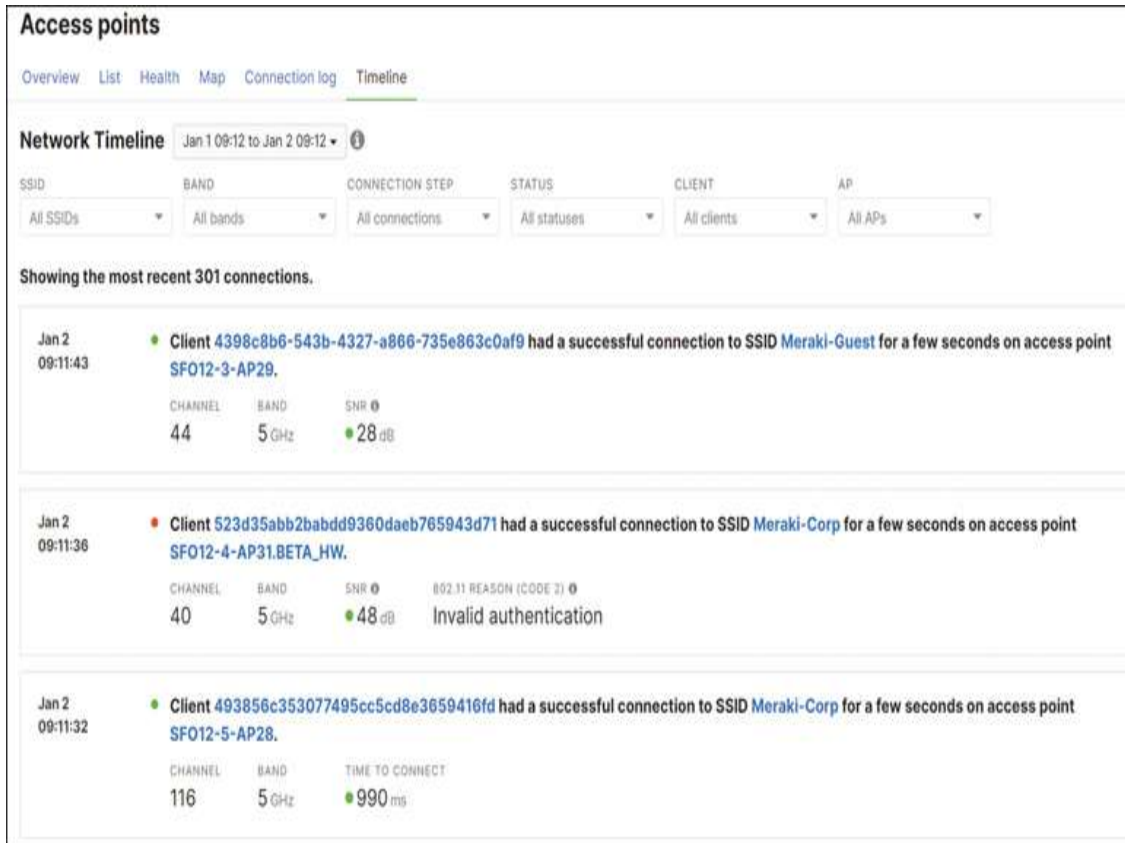 Access points
Overview List Health Map Connection log Timeline
Network Timeline Jan 1 09:12 to Jan 2 09:12
SSID BAND CONNECTION STEP STATUS CLIENT AP
All SSIDs All bands All connections All statuses All clients All APs
Showing the most recent 301 connections.
Jan 2 Client 4398c8b6-543b-4327-a866-735e863c0af9 had a successful connection to SSID Meraki-Guest for a few seconds on access point
09:11:43 SFO12-3-AP29.
CHANNEL BAND SNR
44 5 GHz 28 dB
Jan 2 Client 523d35abb2babdd9360daeb765943d71 had a successful connection to SSID Meraki-Corp for a few seconds on access point
09:11:36 SFO12-4-AP31.BETA_HW.
CHANNEL BAND SNR 802.11 REASON (CODE 2)
40 5 GHz 48 dB Invalid authentication
Jan 2 Client 493856c353077495cc5cd8e3659416fd had a successful connection to SSID Meraki-Corp for a few seconds on access point
09:11:32 SFO12-5-AP28.
CHANNEL BAND TIME TO CONNECT
116 5 GHz 990 ms